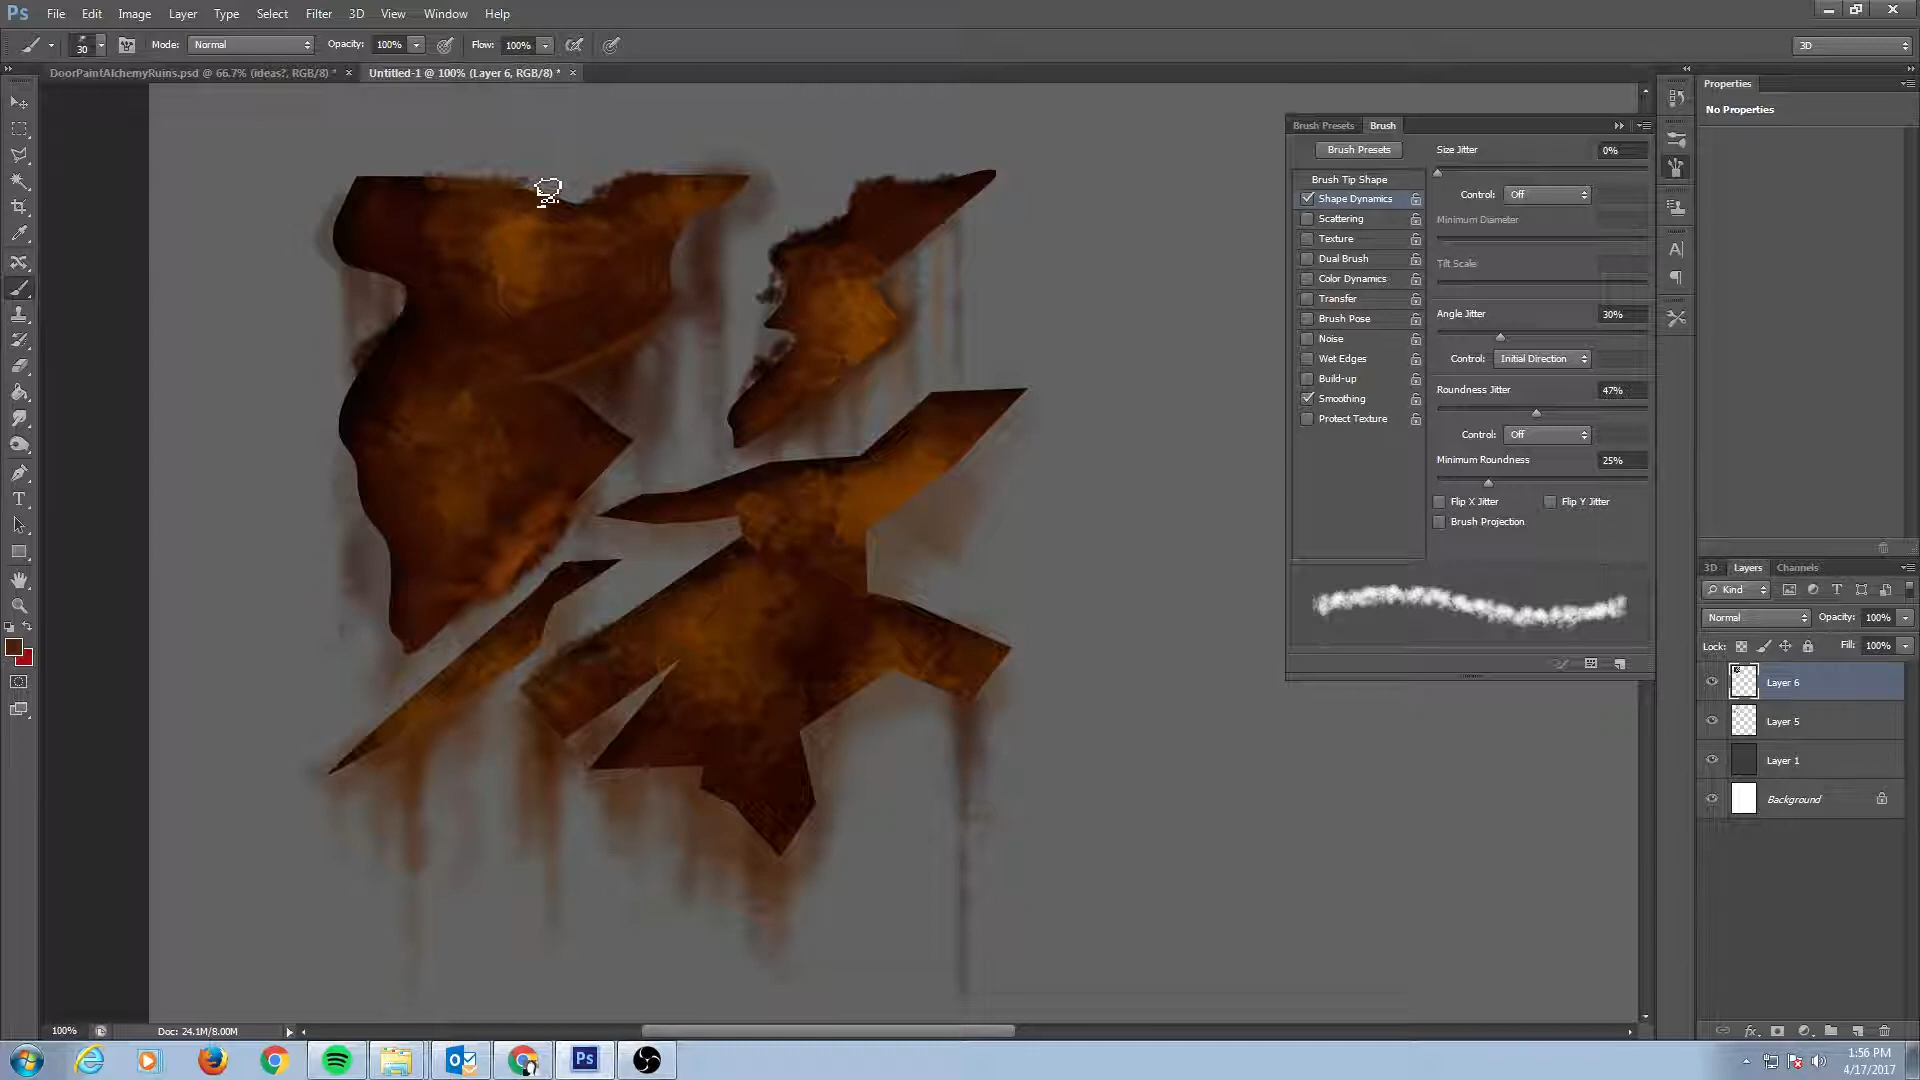 Ps File Edit Image Layer Type Select Filter 3D View Window Help
30 Mode: Normal Opacity: 100% Flow: 100% 3D
DoorPaintAlchemyRuins.psd @ 66.7% (ideas?, RGB/8) * × Untitled-1 @ 100% (Layer 6, RGB/8) * ×
Properties
No Properties
Brush Presets Brush
Brush Presets
Brush Tip Shape
Shape Dynamics
Scattering
Texture
Dual Brush
Color Dynamics
Transfer
Brush Pose
Noise
Wet Edges
Build-up
Smoothing
Protect Texture
Size Jitter 0%
Control: Off
Minimum Diameter
Tilt Scale
Angle Jitter 30%
Control: Initial Direction
Roundness Jitter 47%
Control: Off
Minimum Roundness 25%
Flip X Jitter Flip Y Jitter
Brush Projection
3D Layers Channels
Kind
Normal Opacity: 100%
Lock: Fill: 100%
Layer 6
Layer 5
Layer 1
Background
100% Doc: 24.1M/8.00M
Ps
1:56 PM
4/17/2017